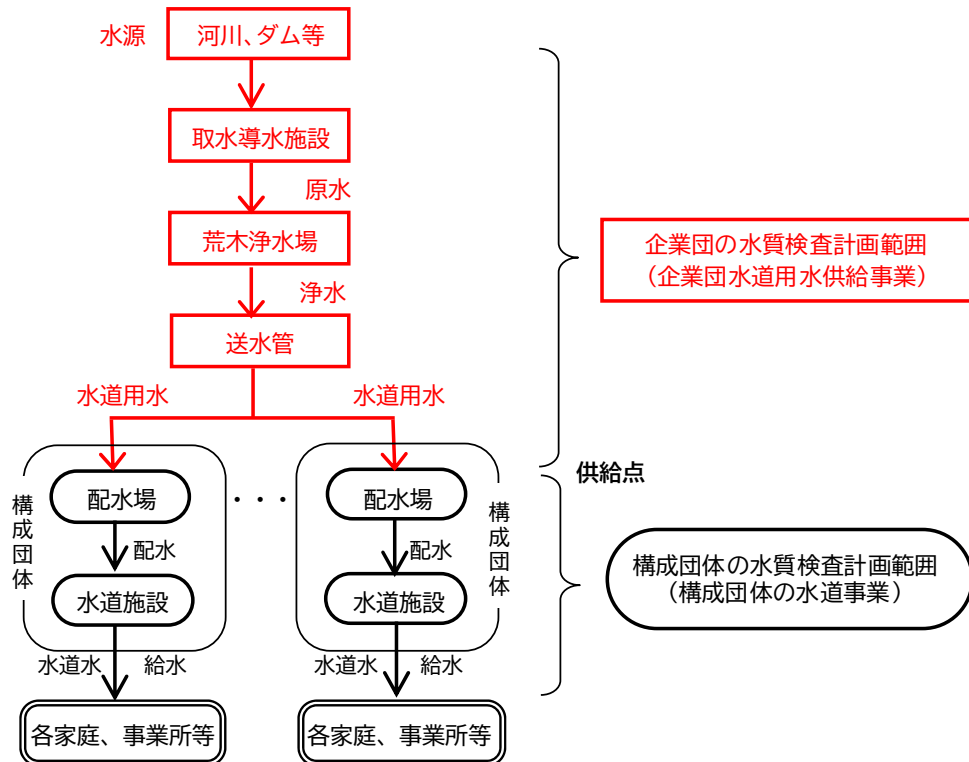 水源
河川、ダム等
取水導水施設
原水
荒木浄水場
浄水
送水管
水道用水
水道用水
企業団の水質検査計画範囲
（企業団水道用水供給事業）
供給点
構成団体
配水場
配水
水道施設
・・・
配水場
配水
水道施設
構成団体
構成団体の水質検査計画範囲
（構成団体の水道事業）
水道水
給水
水道水
給水
各家庭、事業所等
各家庭、事業所等